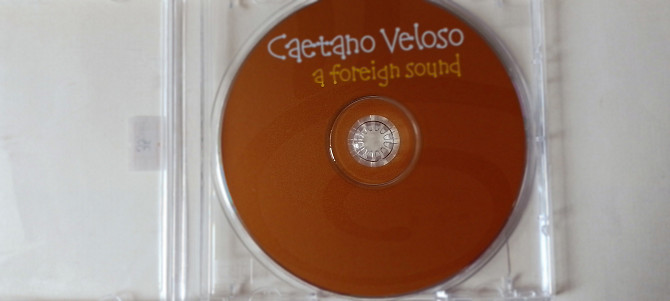 Caetano Veloso
a foreign sound